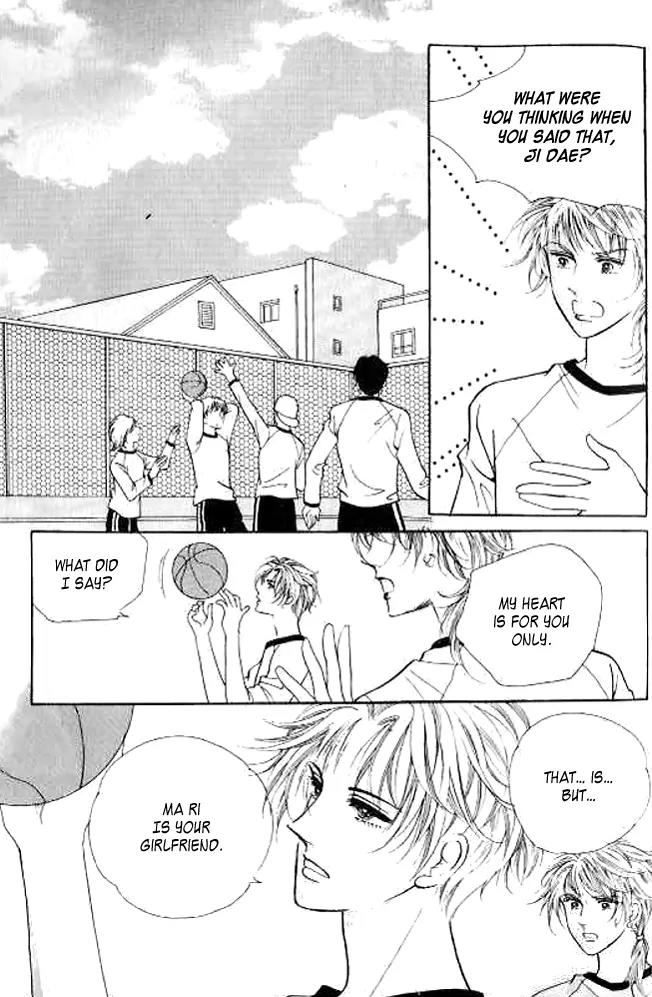 WHAT WERE
YOU THINKING WHEN
YOU SAID THAT,
JI DAE?
WHAT DID
I SAY?
MY HEART
IS FOR YOU
ONLY.
MA RI
IS YOUR
GIRLFRIEND.
THAT... IS...
BUT...